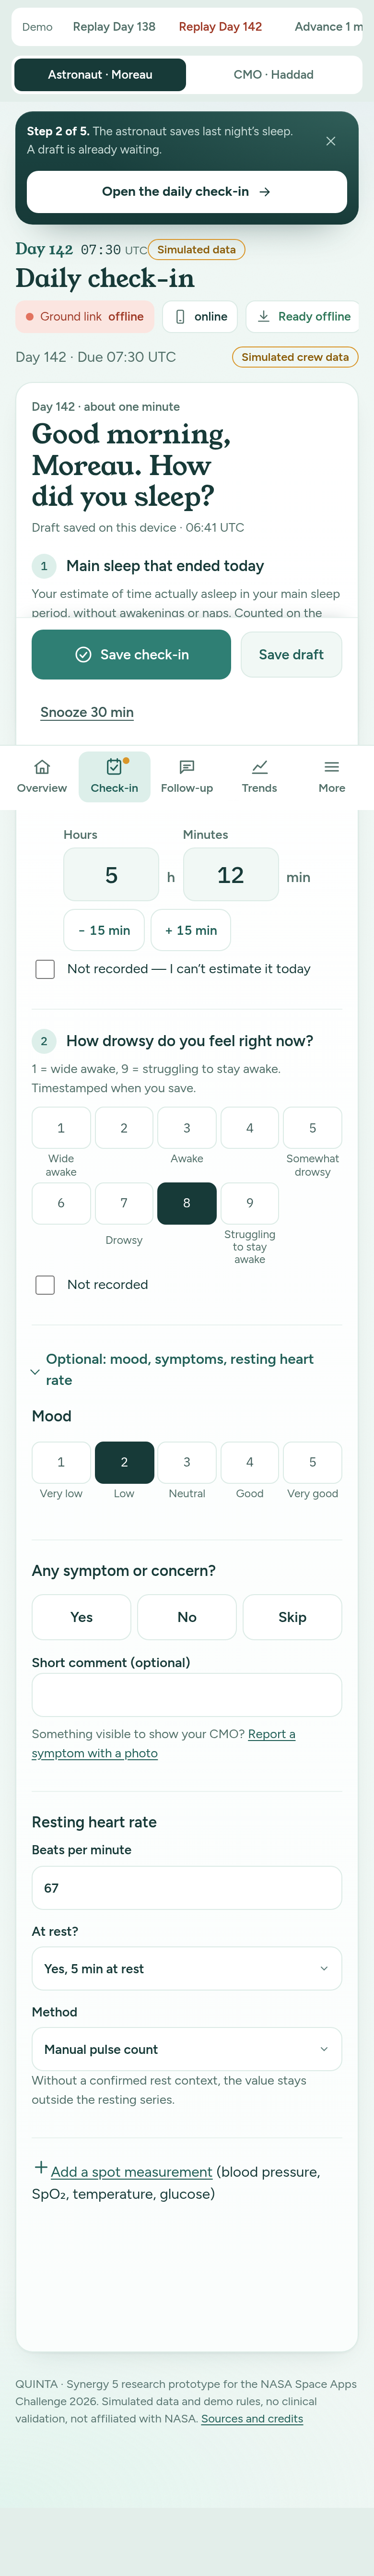 Demo
Replay Day 138
Replay Day 142
Advance 1 m
Astronaut · Moreau
CMO · Haddad
Step 2 of 5. The astronaut saves last night’s sleep.
A draft is already waiting.
Open the daily check-in →
Day 142 07:30 UTC Simulated data
Daily check-in
Ground link offline
online
Ready offline
Day 142 · Due 07:30 UTC
Simulated crew data
Day 142 · about one minute
Good morning,
Moreau. How
did you sleep?
Draft saved on this device · 06:41 UTC
1 Main sleep that ended today
Your estimate of time actually asleep in your main sleep
period, without awakenings or naps. Counted on the
Save check-in
Save draft
Snooze 30 min
Overview
Check-in
Follow-up
Trends
More
Hours
Minutes
5 h 12 min
− 15 min
+ 15 min
Not recorded — I can’t estimate it today
2 How drowsy do you feel right now?
1 = wide awake, 9 = struggling to stay awake.
Timestamped when you save.
1 2 3 4 5
Wide
awake
Awake
Somewhat
drowsy
6 7 8 9
Drowsy
Struggling
to stay
awake
Not recorded
Optional: mood, symptoms, resting heart
rate
Mood
1 2 3 4 5
Very low
Low
Neutral
Good
Very good
Any symptom or concern?
Yes
No
Skip
Short comment (optional)
Something visible to show your CMO? Report a
symptom with a photo
Resting heart rate
Beats per minute
67
At rest?
Yes, 5 min at rest
Method
Manual pulse count
Without a confirmed rest context, the value stays
outside the resting series.
+ Add a spot measurement (blood pressure,
SpO₂, temperature, glucose)
QUINTA · Synergy 5 research prototype for the NASA Space Apps
Challenge 2026. Simulated data and demo rules, no clinical
validation, not affiliated with NASA. Sources and credits